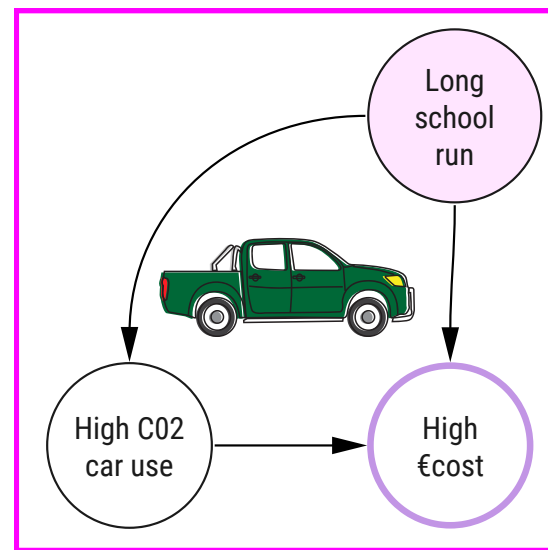 Long
school
run
High C02
car use
High
€cost